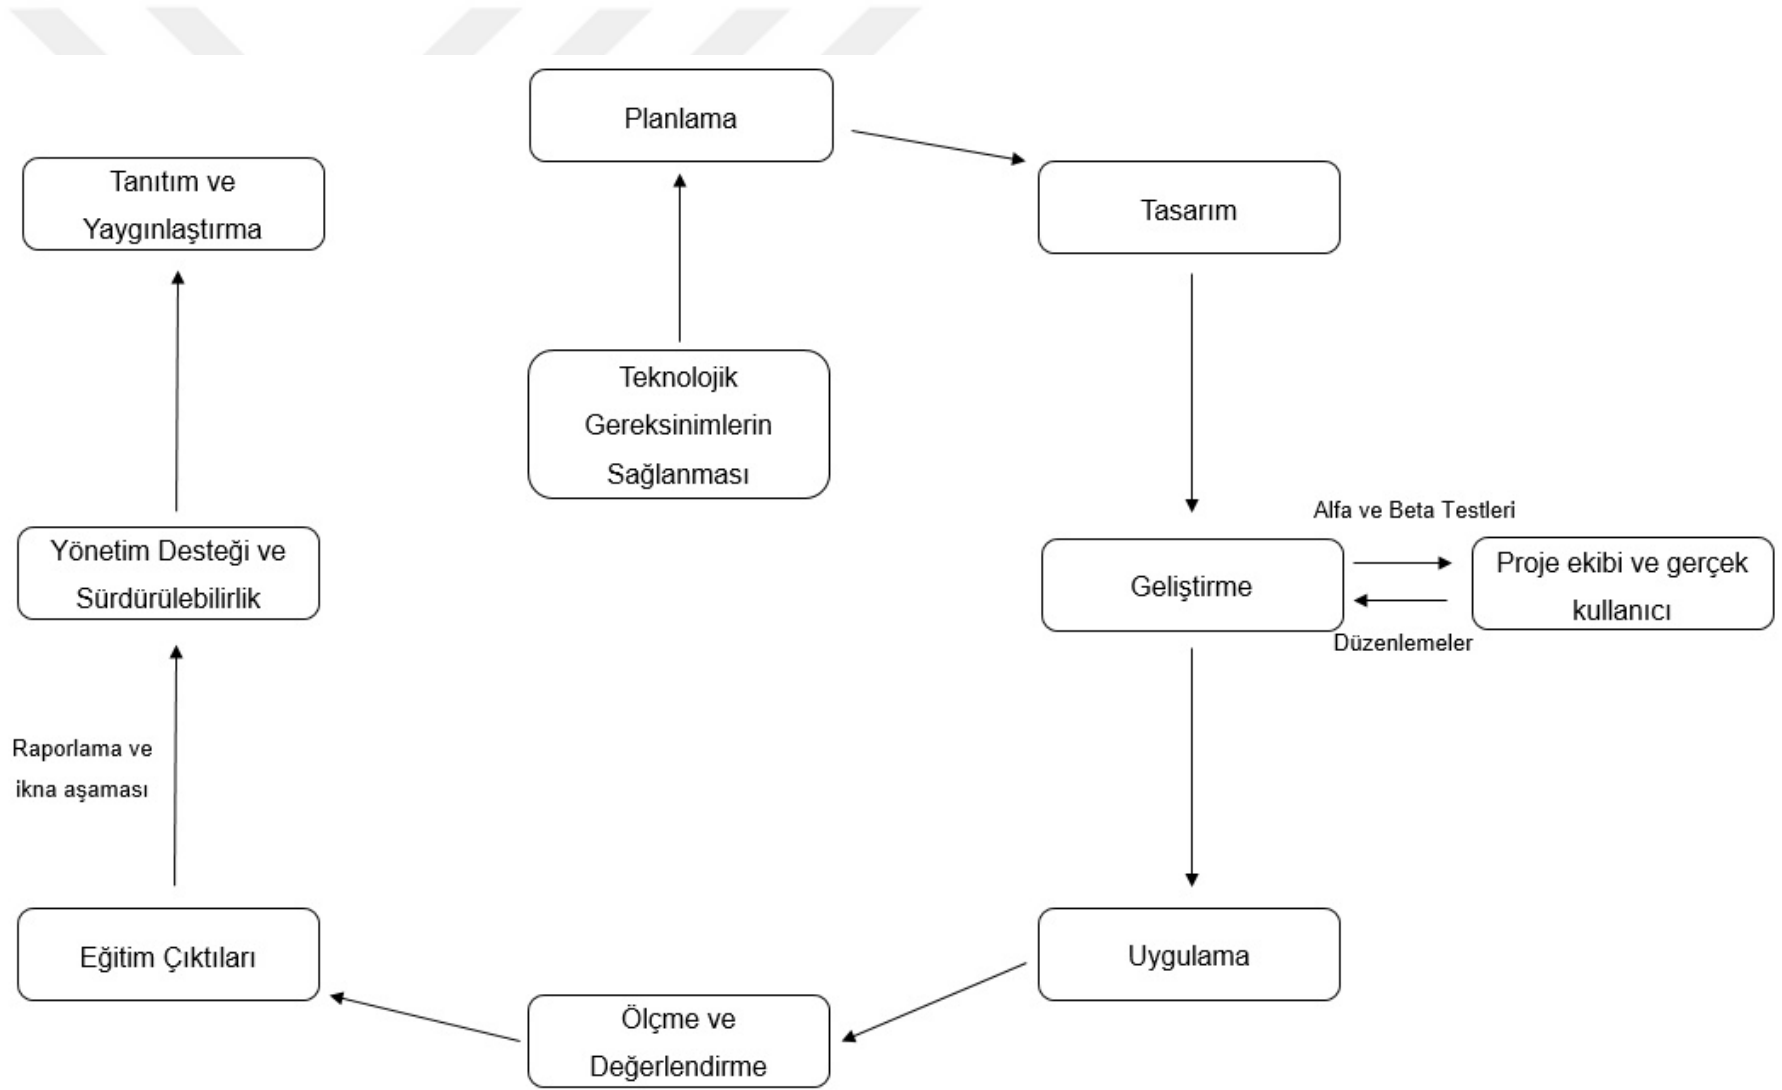 Planlama
Tasarım
Tanıtım ve
Yaygınlaştırma
Teknolojik
Gereksinimlerin
Sağlanması
Alfa ve Beta Testleri
Geliştirme
Proje ekibi ve gerçek
kullanıcı
Düzenlemeler
Yönetim Desteği ve
Sürdürülebilirlik
Raporlama ve
ikna aşaması
Eğitim Çıktıları
Uygulama
Ölçme ve
Değerlendirme